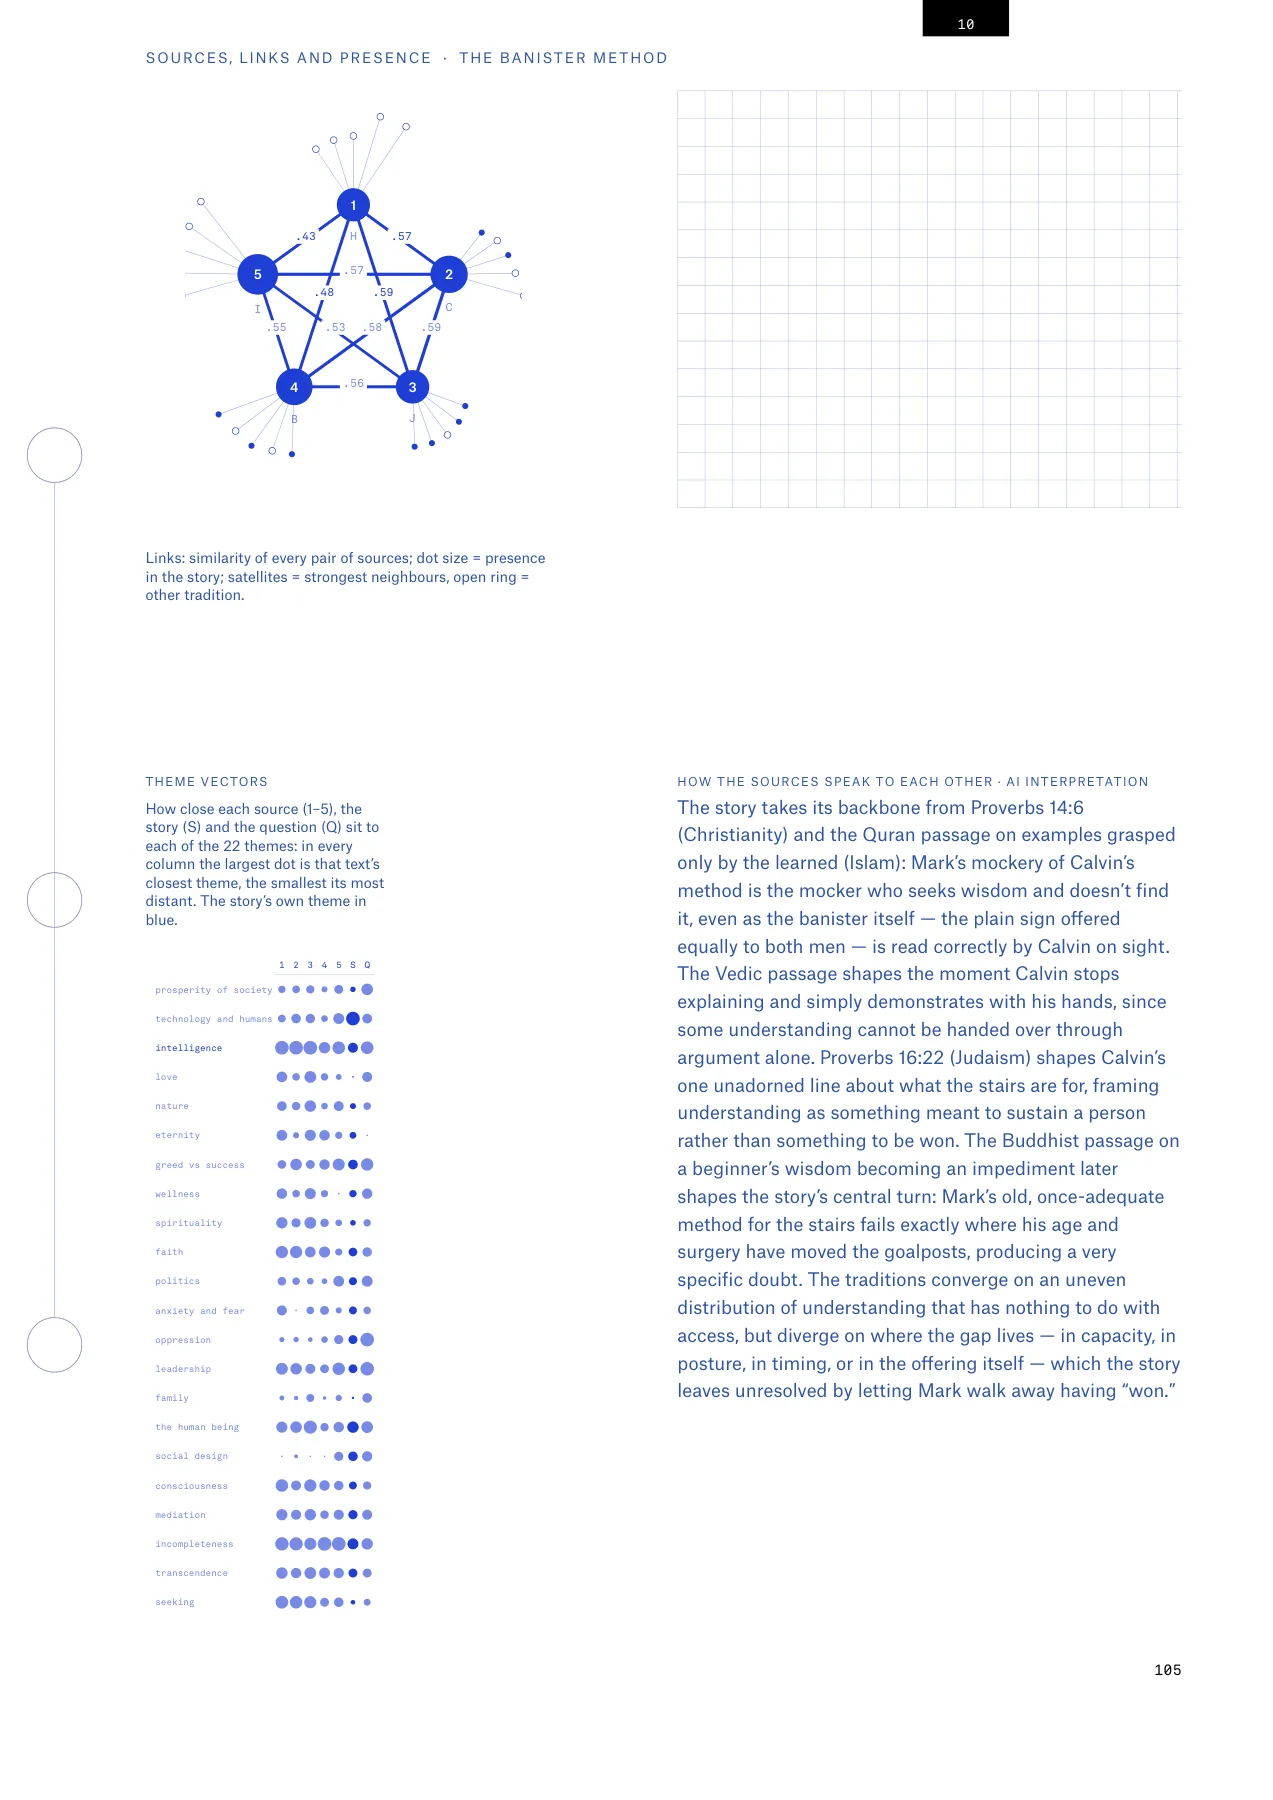 10
SOURCES, LINKS AND PRESENCE · THE BANISTER METHOD
1
.43
H
.57
5
.57
2
.48
.59
I
C
.55
.53
.58
.59
4
.56
3
B
J
Links: similarity of every pair of sources; dot size = presence
in the story; satellites = strongest neighbours, open ring =
other tradition.
THEME VECTORS
How close each source (1–5), the
story (S) and the question (Q) sit to
each of the 22 themes: in every
column the largest dot is that text’s
closest theme, the smallest its most
distant. The story’s own theme in
blue.
1 2 3 4 5 S Q
prosperity of society
technology and humans
intelligence
love
nature
eternity
greed vs success
wellness
spirituality
faith
politics
anxiety and fear
oppression
leadership
family
the human being
social design
consciousness
mediation
incompleteness
transcendence
seeking
HOW THE SOURCES SPEAK TO EACH OTHER · AI INTERPRETATION
The story takes its backbone from Proverbs 14:6
(Christianity) and the Quran passage on examples grasped
only by the learned (Islam): Mark’s mockery of Calvin’s
method is the mocker who seeks wisdom and doesn’t find
it, even as the banister itself — the plain sign offered
equally to both men — is read correctly by Calvin on sight.
The Vedic passage shapes the moment Calvin stops
explaining and simply demonstrates with his hands, since
some understanding cannot be handed over through
argument alone. Proverbs 16:22 (Judaism) shapes Calvin’s
one unadorned line about what the stairs are for, framing
understanding as something meant to sustain a person
rather than something to be won. The Buddhist passage on
a beginner’s wisdom becoming an impediment later
shapes the story’s central turn: Mark’s old, once-adequate
method for the stairs fails exactly where his age and
surgery have moved the goalposts, producing a very
specific doubt. The traditions converge on an uneven
distribution of understanding that has nothing to do with
access, but diverge on where the gap lives — in capacity, in
posture, in timing, or in the offering itself — which the story
leaves unresolved by letting Mark walk away having “won.”
105